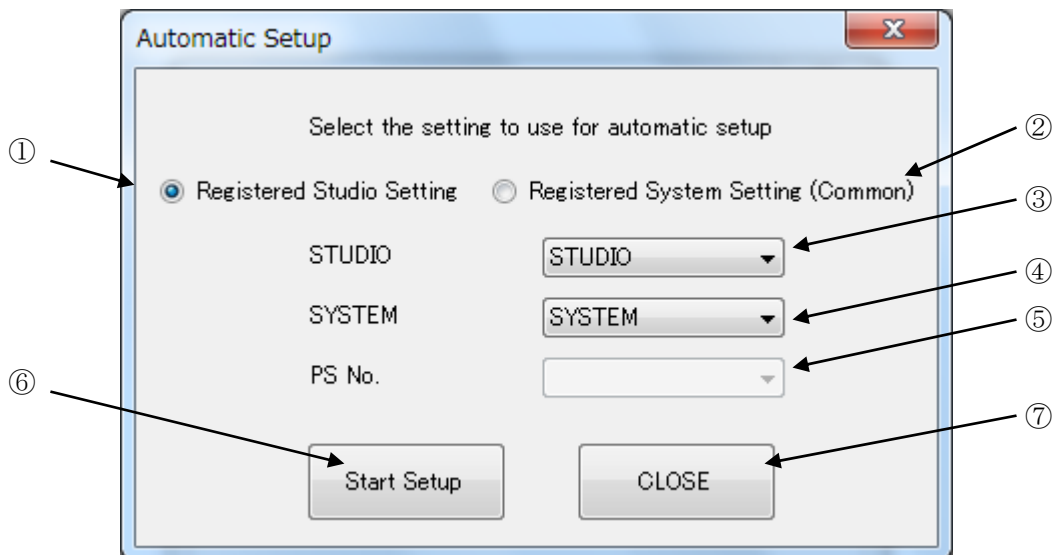 Automatic Setup
Select the setting to use for automatic setup
① ②
Registered Studio Setting Registered System Setting (Common)
③
STUDIO STUDIO
④
SYSTEM SYSTEM
⑤
PS No.
⑥ ⑦
Start Setup CLOSE